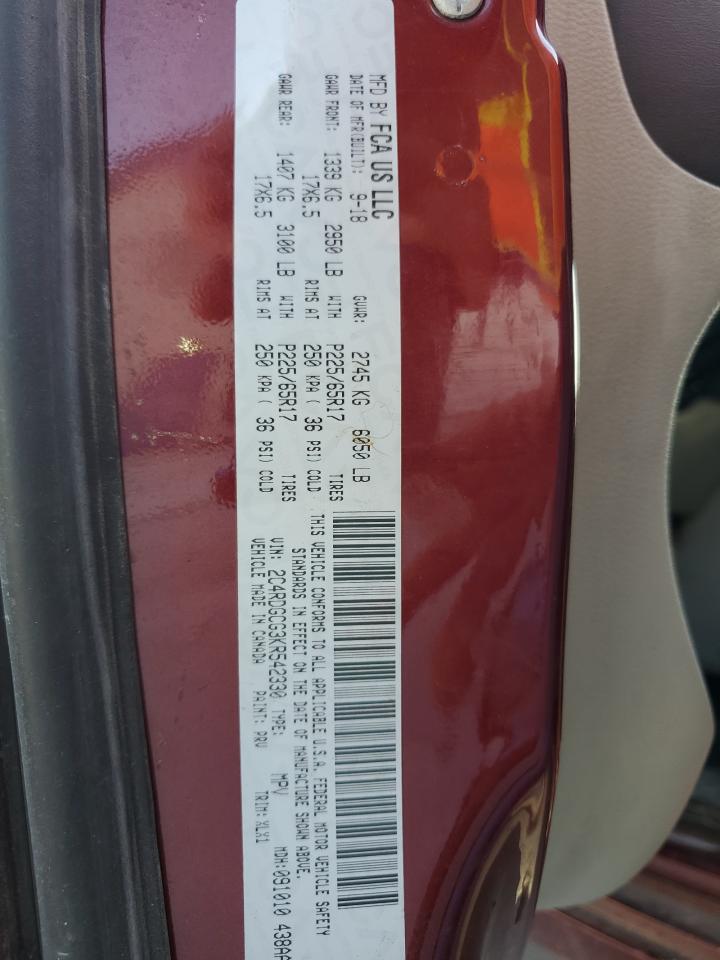 MFD BY FCA US LLC
DATE OF MFR(BUILT): 9-18 GVWR: 2745 KG 6050 LB
GAWR FRONT: 1339 KG 2950 LB WITH P225/65R17 TIRES
17X6.5 RIMS AT 250 KPA ( 36 PSI) COLD
GAWR REAR: 1407 KG 3100 LB WITH P225/65R17 TIRES
17X6.5 RIMS AT 250 KPA ( 36 PSI) COLD
THIS VEHICLE CONFORMS TO ALL APPLICABLE U.S.A. FEDERAL MOTOR VEHICLE SAFETY
STANDARDS IN EFFECT ON THE DATE OF MANUFACTURE SHOWN ABOVE.
VIN: 2C4RDGCG3KR542330 TYPE: MPV MDH:091010 438AA
VEHICLE MADE IN CANADA PAINT: PRV TRIM: XLX1